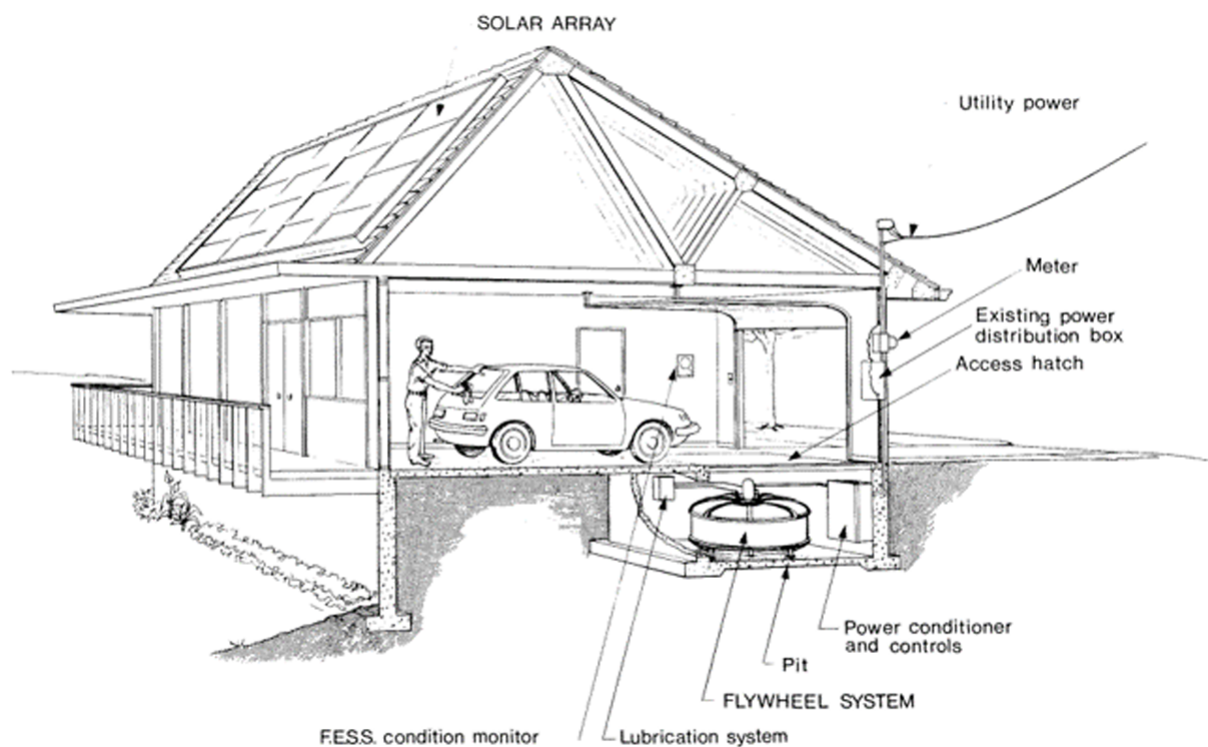 SOLAR ARRAY
Utility power
Meter
Existing power
distribution box
Access hatch
Power conditioner
and controls
Pit
FLYWHEEL SYSTEM
F.E.S.S. condition monitor
Lubrication system